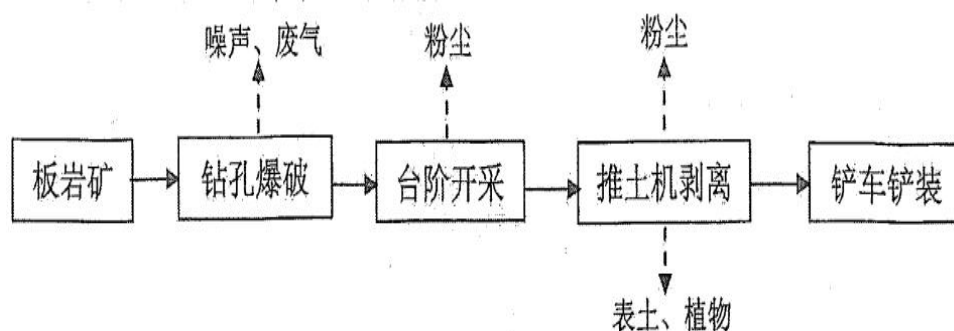 噪声、废气
粉尘
粉尘
板岩矿
钻孔爆破
台阶开采
推土机剥离
铲车铲装
表土、植物